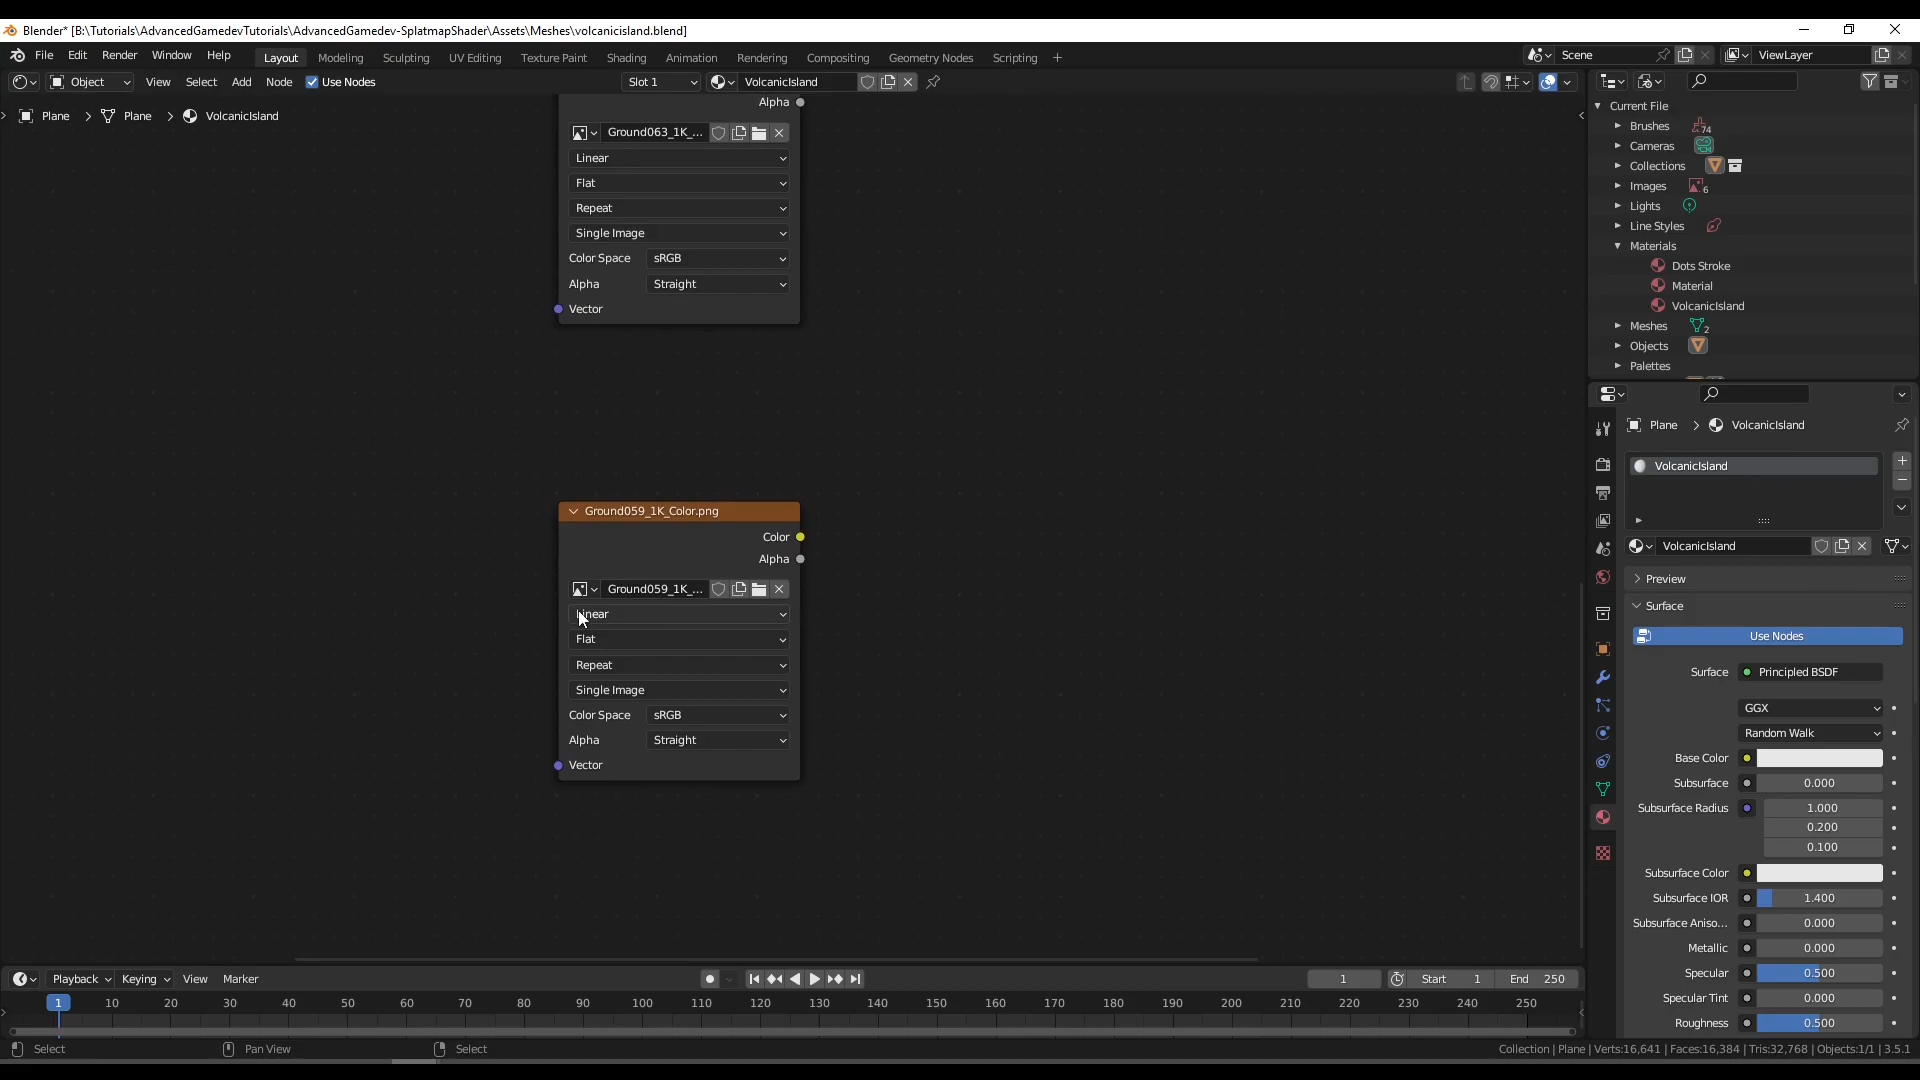 Blender* [B:\Tutorials\AdvancedGamedevTutorials\AdvancedGamedev-SplatmapShader\Assets\Meshes\volcanicisland.blend]
File Edit Render Window Help Layout Modeling Sculpting UV Editing Texture Paint Shading Animation Rendering Compositing Geometry Nodes Scripting + Scene ViewLayer
Object View Select Add Node Use Nodes Slot 1 VolcanicIsland
Plane > Plane > VolcanicIsland
Alpha
Ground063_1K_...
Linear
Flat
Repeat
Single Image
Color Space sRGB
Alpha Straight
Vector
Ground059_1K_Color.png
Color
Alpha
Ground059_1K_...
Linear
Flat
Repeat
Single Image
Color Space sRGB
Alpha Straight
Vector
Current File
Brushes 74
Cameras
Collections
Images 6
Lights
Line Styles
Materials
Dots Stroke
Material
VolcanicIsland
Meshes 2
Objects
Palettes
Plane > VolcanicIsland
VolcanicIsland
VolcanicIsland
Preview
Surface
Use Nodes
Surface Principled BSDF
GGX
Random Walk
Base Color
Subsurface 0.000
Subsurface Radius 1.000
0.200
0.100
Subsurface Color
Subsurface IOR 1.400
Subsurface Aniso... 0.000
Metallic 0.000
Specular 0.500
Specular Tint 0.000
Roughness 0.500
Playback Keying View Marker 1 Start 1 End 250
1 10 20 30 40 50 60 70 80 90 100 110 120 130 140 150 160 170 180 190 200 210 220 230 240 250
Select Pan View Select Collection | Plane | Verts:16,641 | Faces:16,384 | Tris:32,768 | Objects:1/1 | 3.5.1